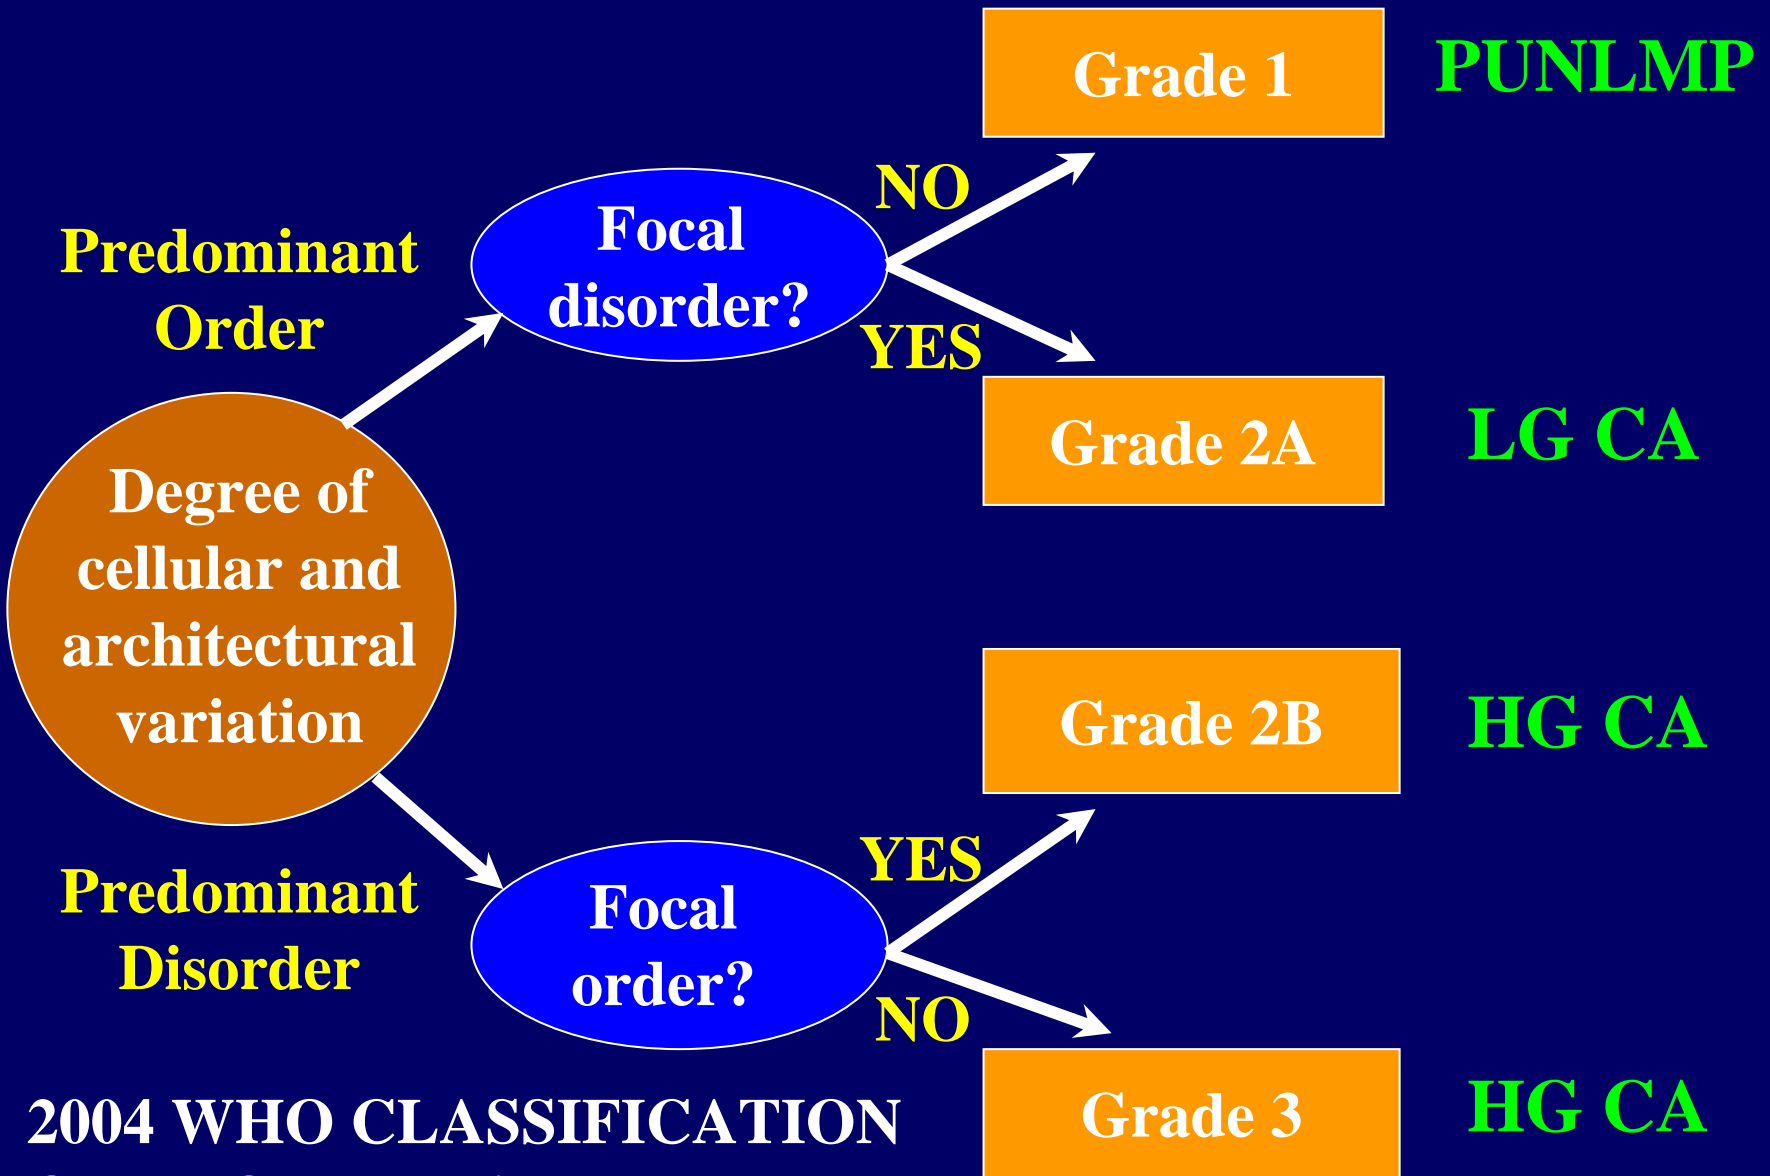 Grade 1
PUNLMP
NO
Focal
disorder?
Predominant
Order
YES
Grade 2A
LG CA
Degree of
cellular and
architectural
variation
Grade 2B
HG CA
YES
Predominant
Disorder
Focal
order?
NO
Grade 3
HG CA
2004 WHO CLASSIFICATION